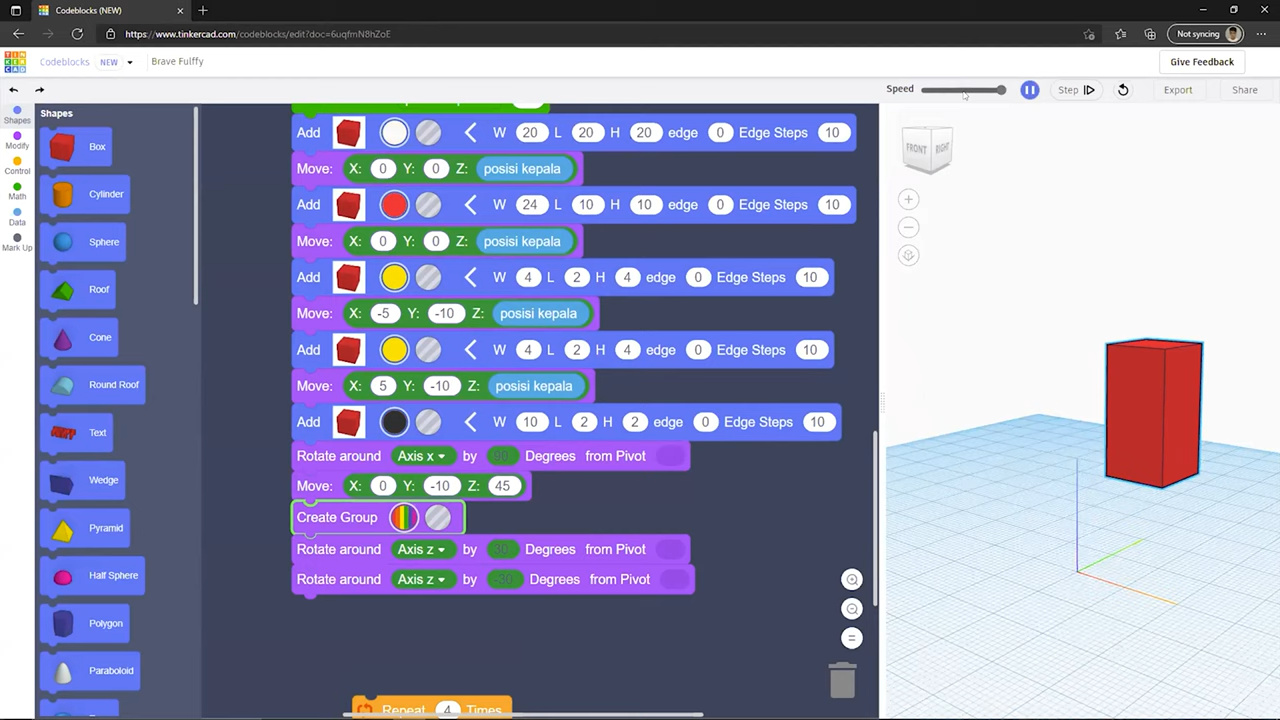 Codeblocks (NEW)
https://www.tinkercad.com/codeblocks/edit?doc=6uqfmN8hZoE
Not syncing
TIN KER CAD
Codeblocks NEW Brave Fulffy
Give Feedback
Speed
Step
Export
Share
Shapes
Modify
Control
Math
Data
Mark Up
Shapes
Box
Cylinder
Sphere
Roof
Cone
Round Roof
Text
Wedge
Pyramid
Half Sphere
Polygon
Paraboloid
Add W 20 L 20 H 20 edge 0 Edge Steps 10
Move: X: 0 Y: 0 Z: posisi kepala
Add W 24 L 10 H 10 edge 0 Edge Steps 10
Move: X: 0 Y: 0 Z: posisi kepala
Add W 4 L 2 H 4 edge 0 Edge Steps 10
Move: X: -5 Y: -10 Z: posisi kepala
Add W 4 L 2 H 4 edge 0 Edge Steps 10
Move: X: 5 Y: -10 Z: posisi kepala
Add W 10 L 2 H 2 edge 0 Edge Steps 10
Rotate around Axis x by 90 Degrees from Pivot
Move: X: 0 Y: -10 Z: 45
Create Group
Rotate around Axis z by 30 Degrees from Pivot
Rotate around Axis z by -30 Degrees from Pivot
Repeat 4 Times
FRONT RIGHT